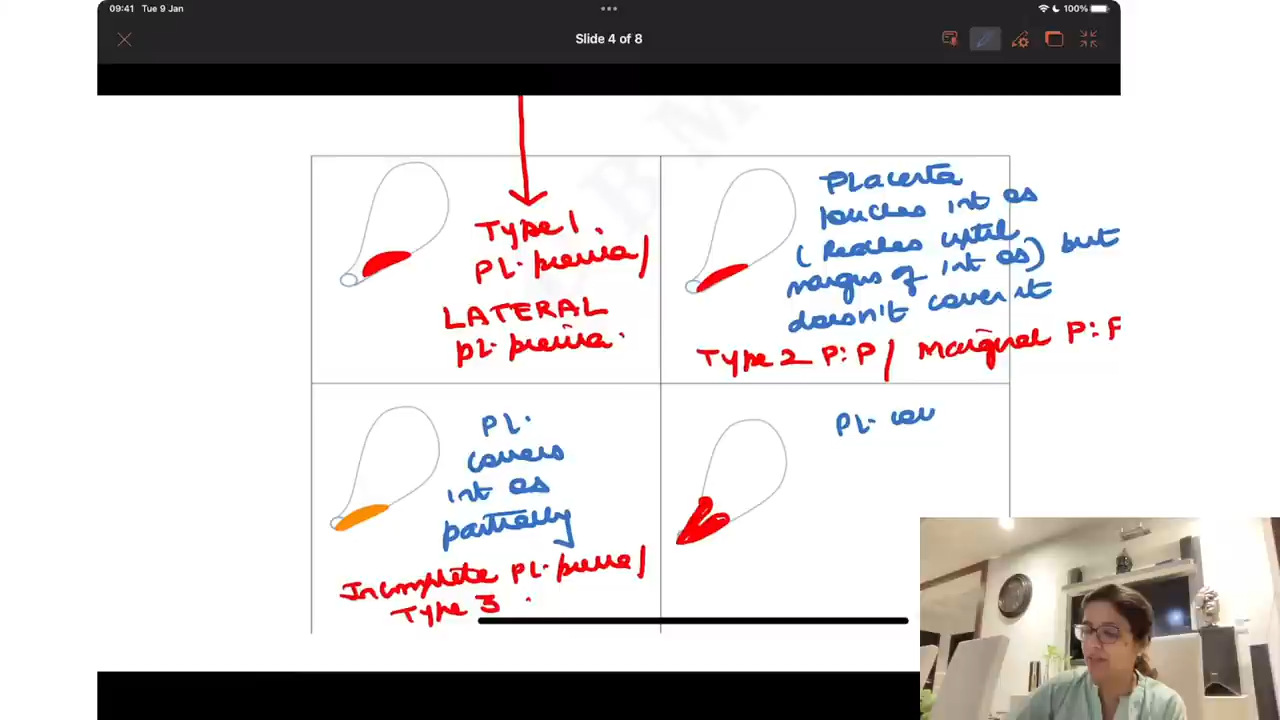 09:41 Tue 9 Jan
100%
Slide 4 of 8
B M
Type 1.
PL. previa/
LATERAL
PL. previa.
Placenta
touches int os
(Reaches until
margins of int os) but
doesn't cover it
Type 2 P:P/ Marginal P:P
PL.
covers
int os
partially
Incomplete PL. previa/
Type 3
PL. cov